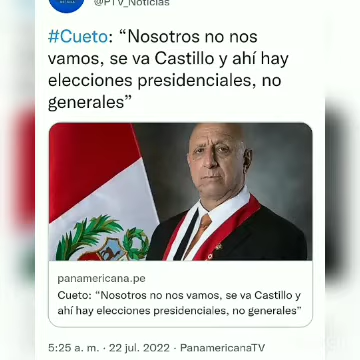 @PTV_Noticias
#Cueto: “Nosotros no nos
vamos, se va Castillo y ahí hay
elecciones presidenciales, no
generales”
panamericana.pe
Cueto: “Nosotros no nos vamos, se va Castillo y
ahí hay elecciones presidenciales, no generales”
5:25 a. m. · 22 jul. 2022 · PanamericanaTV